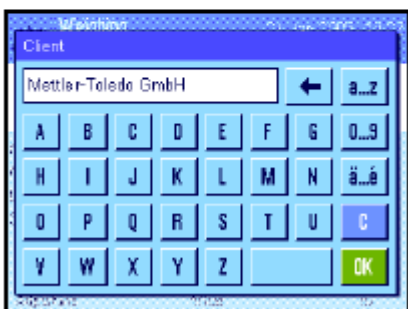 Weighing
Client
Mettler-Toledo GmbH a...z
A B C D E F G 0...9
H I J K L M N ä...é
O P Q R S T U C
V W X Y Z OK